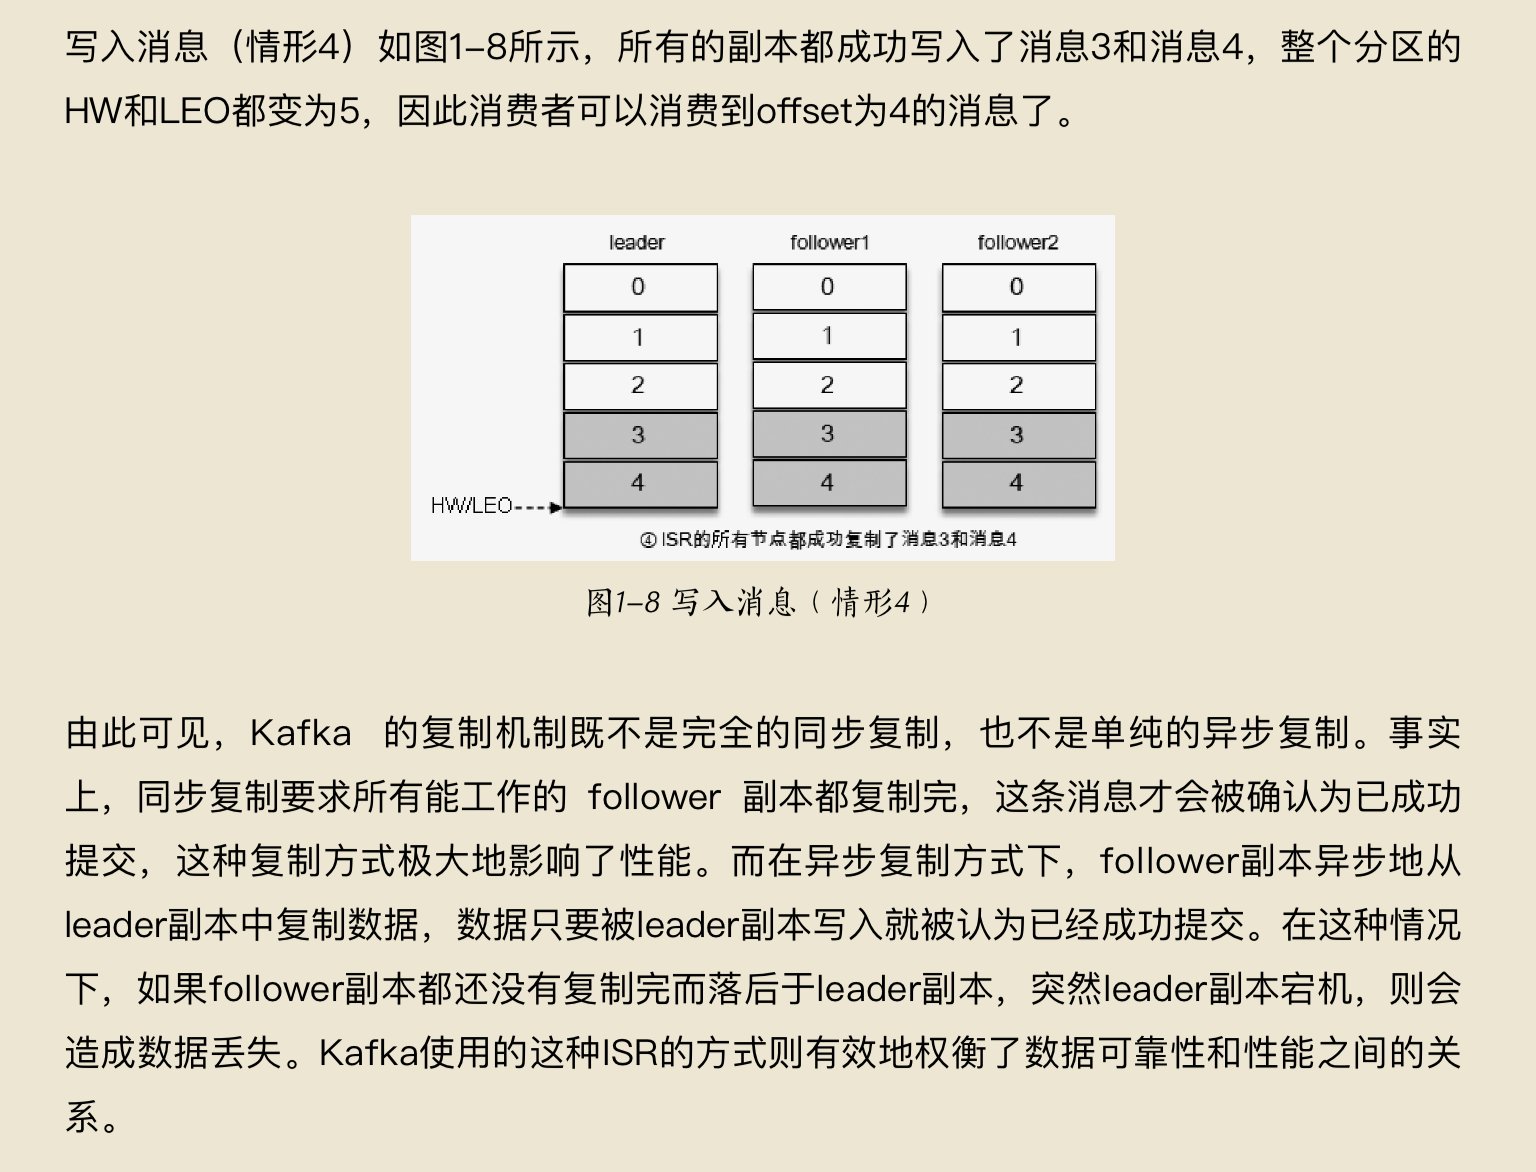 写入消息（情形4）如图1-8所示，所有的副本都成功写入了消息3和消息4，整个分区的
HW和LEO都变为5，因此消费者可以消费到offset为4的消息了。
leader follower1 follower2
0 0 0
1 1 1
2 2 2
3 3 3
4 4 4
HW/LEO
④ ISR的所有节点都成功复制了消息3和消息4
图1-8 写入消息（情形4）
由此可见，Kafka 的复制机制既不是完全的同步复制，也不是单纯的异步复制。事实
上，同步复制要求所有能工作的 follower 副本都复制完，这条消息才会被确认为已成功
提交，这种复制方式极大地影响了性能。而在异步复制方式下，follower副本异步地从
leader副本中复制数据，数据只要被leader副本写入就被认为已经成功提交。在这种情况
下，如果follower副本都还没有复制完而落后于leader副本，突然leader副本宕机，则会
造成数据丢失。Kafka使用的这种ISR的方式则有效地权衡了数据可靠性和性能之间的关
系。